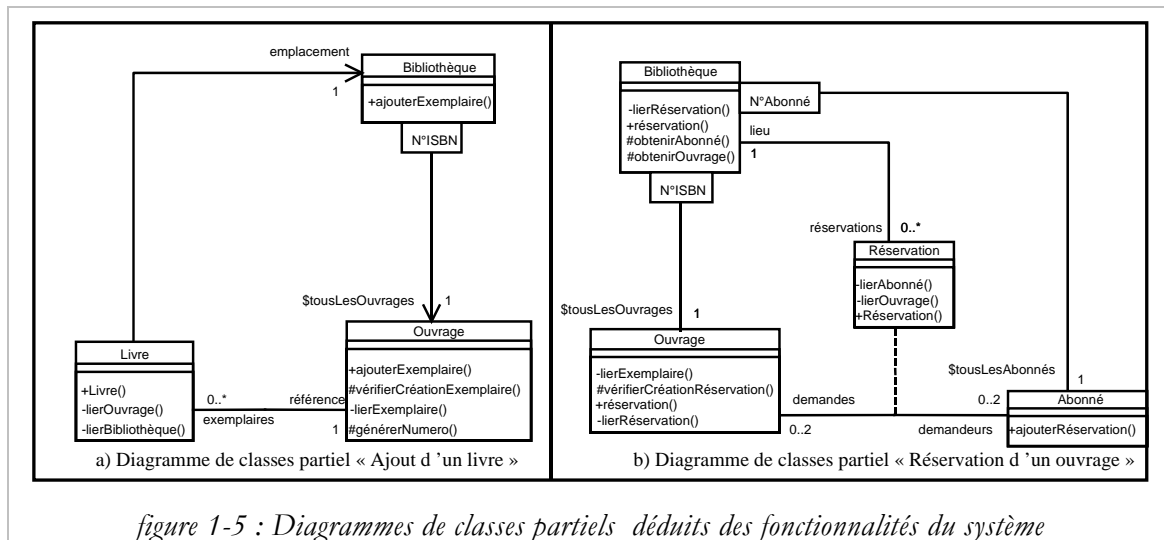 emplacement
Bibliothèque
1
+ajouterExemplaire()
N°ISBN
$tousLesOuvrages
1
Ouvrage
+ajouterExemplaire()
#vérifierCréationExemplaire()
-lierExemplaire()
#générerNumero()
Livre
+Livre()
-lierOuvrage()
-lierBibliothèque()
0..*
référence
exemplaires
1
a) Diagramme de classes partiel « Ajout d ’un livre »
Bibliothèque
-lierRéservation()
+réservation()
#obtenirAbonné()
#obtenirOuvrage()
N°Abonné
lieu
1
N°ISBN
réservations
0..*
Réservation
-lierAbonné()
-lierOuvrage()
+Réservation()
$tousLesOuvrages
1
Ouvrage
-lierExemplaire()
#vérifierCréationRéservation()
+réservation()
-lierRéservation()
$tousLesAbonnés
1
demandes
0..2
0..2
demandeurs
Abonné
+ajouterRéservation()
b) Diagramme de classes partiel « Réservation d ’un ouvrage »
figure 1-5 : Diagrammes de classes partiels déduits des fonctionnalités du système